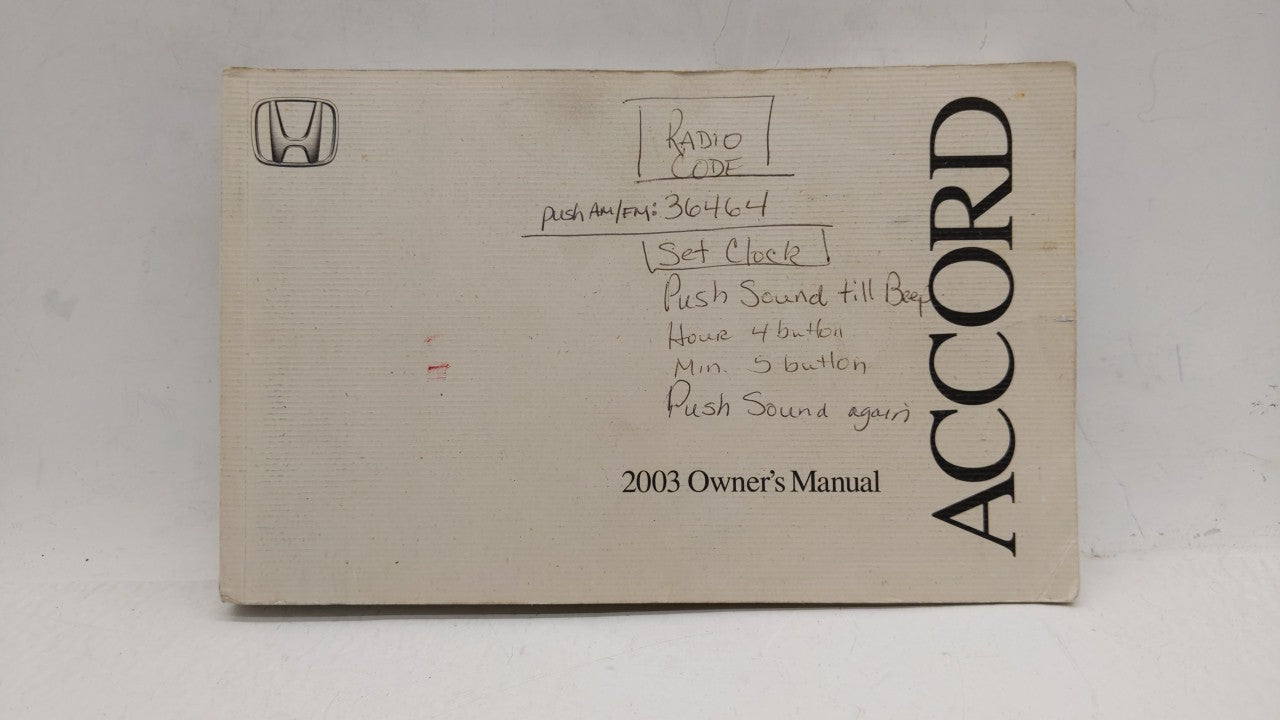 RADIO
CODE
push AM/FM: 36464
Set Clock
Push Sound till Beep
Hour 4 button
Min. 5 button
Push Sound again
2003 Owner's Manual
ACCORD